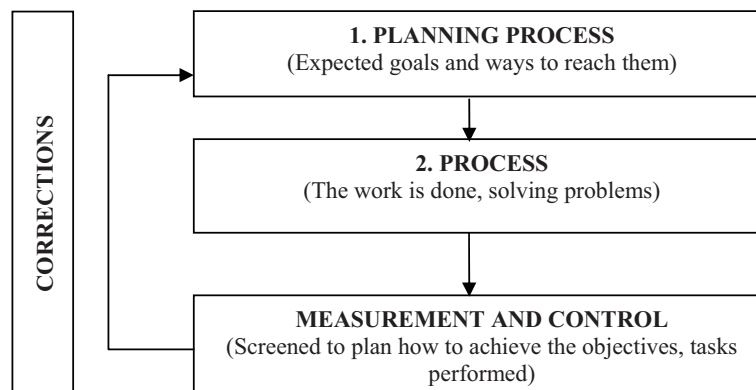 CORRECTIONS
1. PLANNING PROCESS
(Expected goals and ways to reach them)
2. PROCESS
(The work is done, solving problems)
MEASUREMENT AND CONTROL
(Screened to plan how to achieve the objectives, tasks
performed)